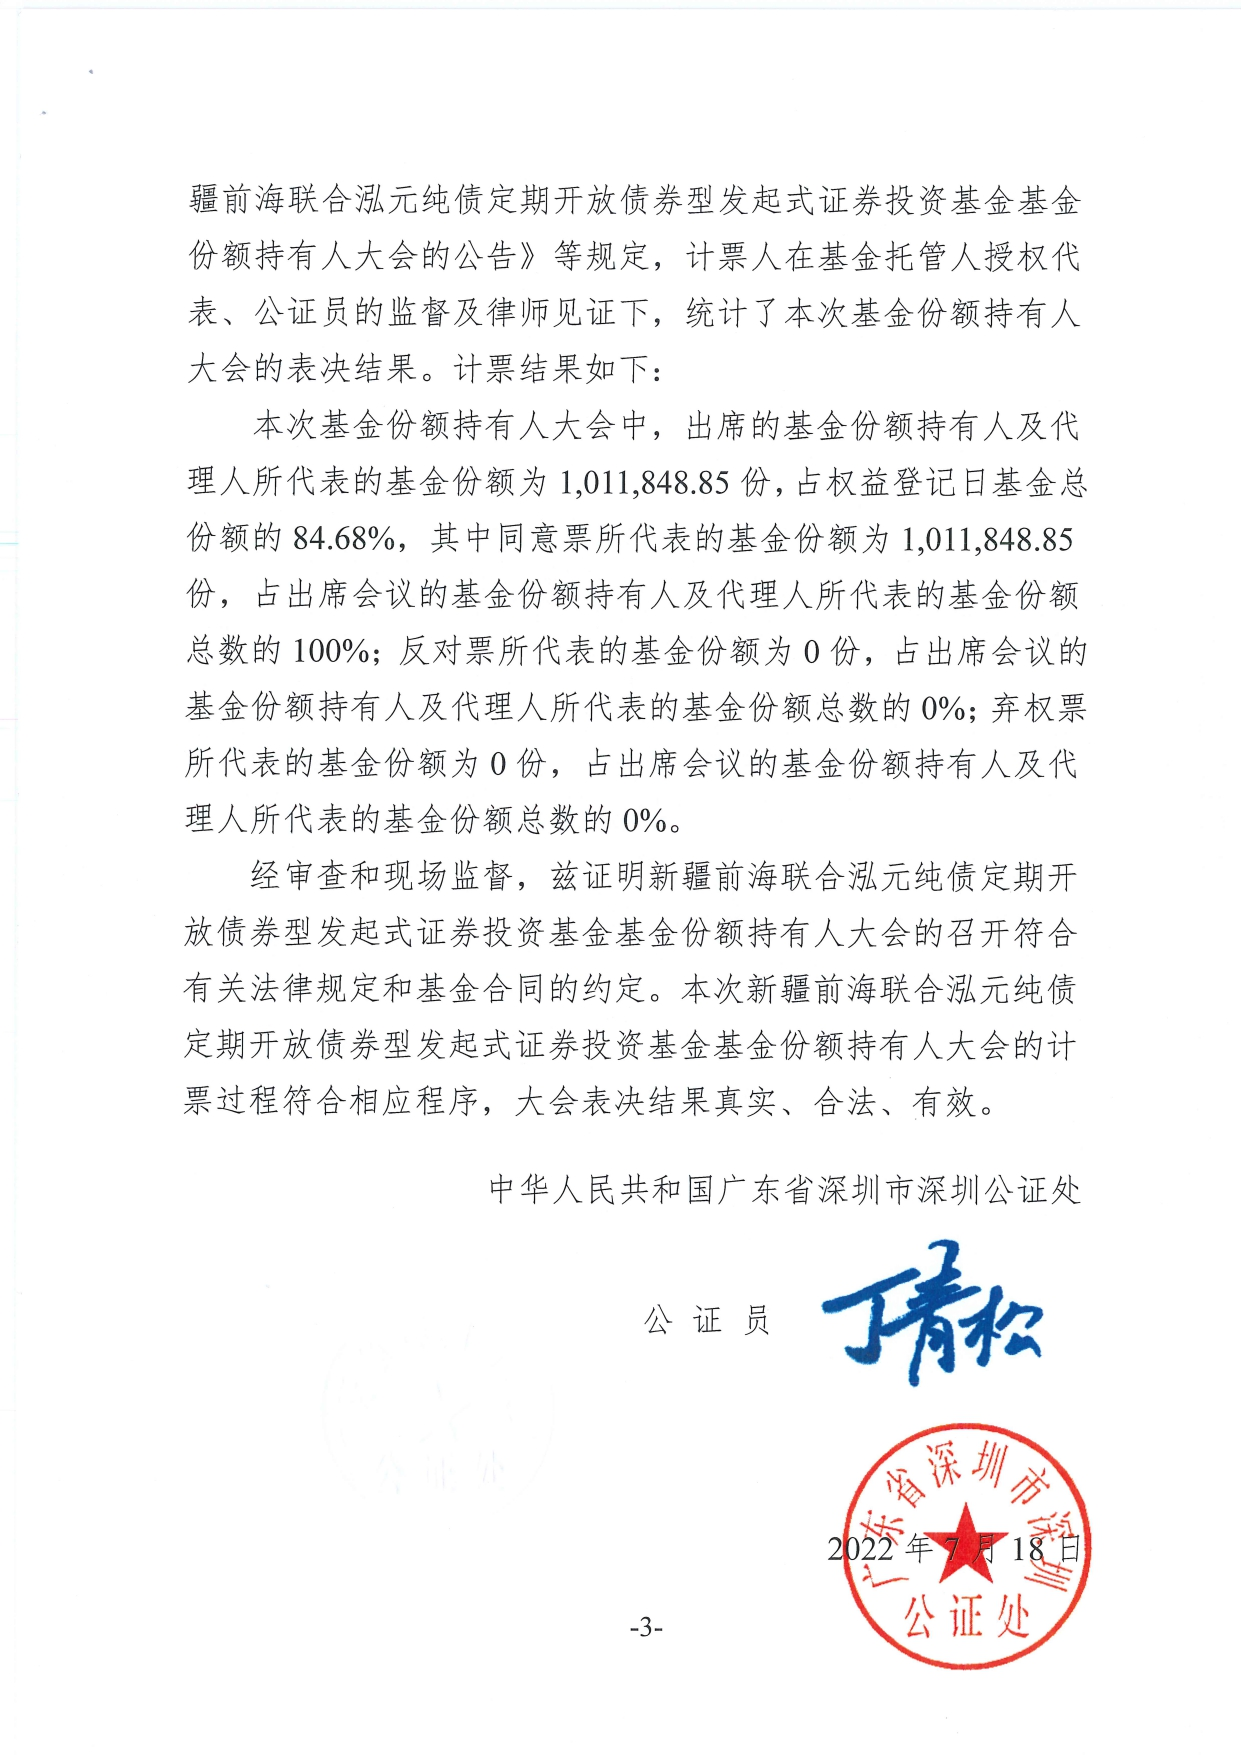 疆前海联合泓元纯债定期开放债券型发起式证券投资基金基金
份额持有人大会的公告》等规定，计票人在基金托管人授权代
表、公证员的监督及律师见证下，统计了本次基金份额持有人
大会的表决结果。计票结果如下：
本次基金份额持有人大会中，出席的基金份额持有人及代
理人所代表的基金份额为 1,011,848.85 份，占权益登记日基金总
份额的 84.68%，其中同意票所代表的基金份额为 1,011,848.85
份，占出席会议的基金份额持有人及代理人所代表的基金份额
总数的 100%；反对票所代表的基金份额为 0 份，占出席会议的
基金份额持有人及代理人所代表的基金份额总数的 0%；弃权票
所代表的基金份额为 0 份，占出席会议的基金份额持有人及代
理人所代表的基金份额总数的 0%。
经审查和现场监督，兹证明新疆前海联合泓元纯债定期开
放债券型发起式证券投资基金基金份额持有人大会的召开符合
有关法律规定和基金合同的约定。本次新疆前海联合泓元纯债
定期开放债券型发起式证券投资基金基金份额持有人大会的计
票过程符合相应程序，大会表决结果真实、合法、有效。
中华人民共和国广东省深圳市深圳公证处
公 证 员 丁青松
广东省深圳市深圳
2022 年 7 月 18 日
公证处
-3-